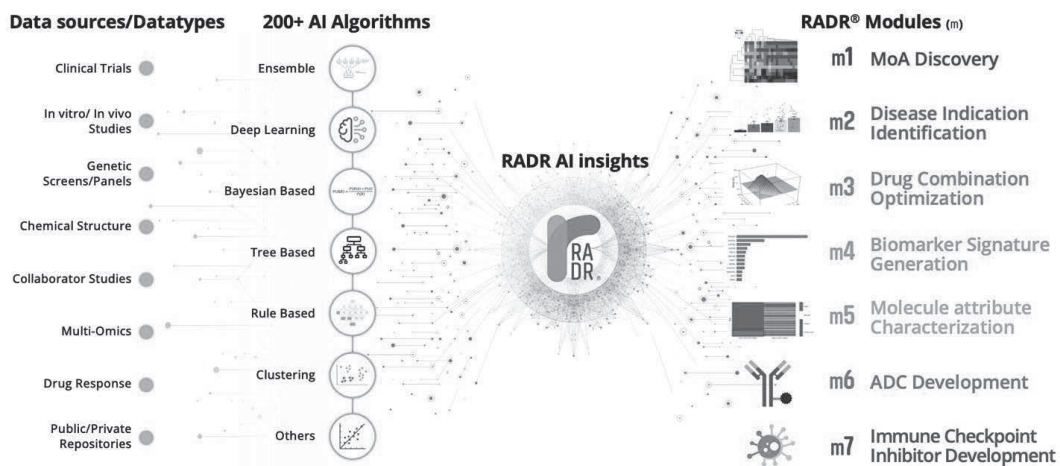 Data sources/Datatypes
200+ AI Algorithms
RADR® Modules (m)
Clinical Trials
In vitro/ In vivo
Studies
Genetic
Screens/Panels
Chemical Structure
Collaborator Studies
Multi-Omics
Drug Response
Public/Private
Repositories
Ensemble
Deep Learning
Bayesian Based
Tree Based
Rule Based
Clustering
Others
RADR AI insights
RA
DR®
m1 MoA Discovery
m2 Disease Indication
Identification
m3 Drug Combination
Optimization
m4 Biomarker Signature
Generation
m5 Molecule attribute
Characterization
m6 ADC Development
m7 Immune Checkpoint
Inhibitor Development